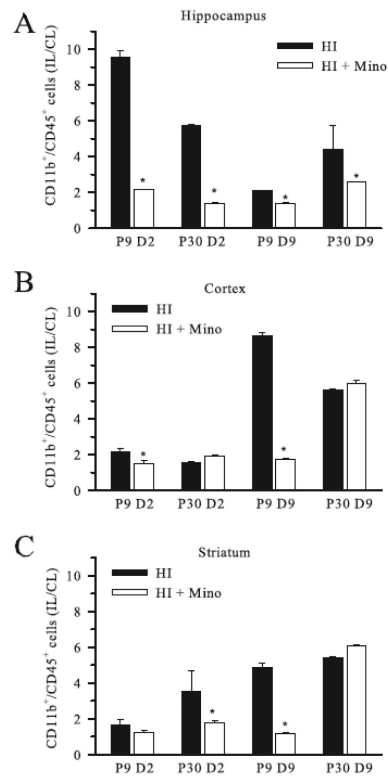 A
Hippocampus
CD11b+/CD45+ cells (IL/CL)
10
8
6
4
2
0
HI
HI + Mino
*
*
*
*
P9 D2 P30 D2 P9 D9 P30 D9
B
Cortex
CD11b+/CD45+ cells (IL/CL)
10
8
6
4
2
0
HI
HI + Mino
*
*
P9 D2 P30 D2 P9 D9 P30 D9
C
Striatum
CD11b+/CD45+ cells (IL/CL)
10
8
6
4
2
0
HI
HI + Mino
*
*
P9 D2 P30 D2 P9 D9 P30 D9